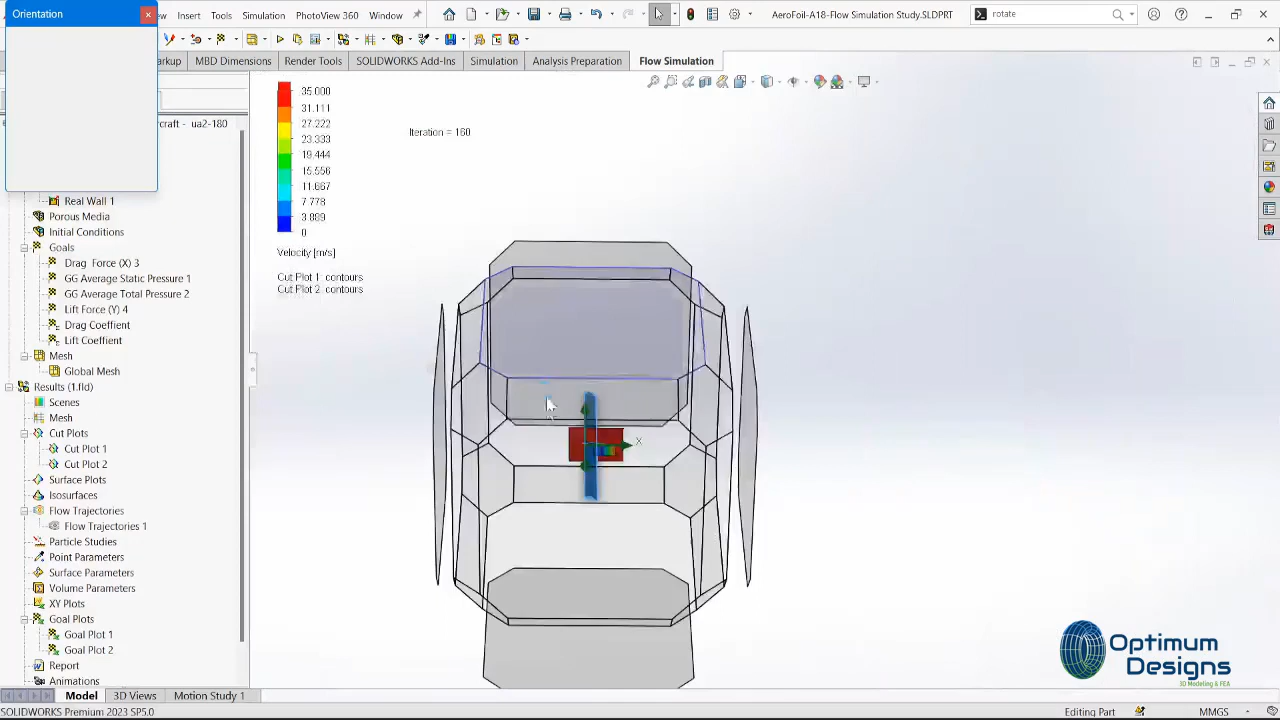 Orientation
Insert Tools Simulation PhotoView 360 Window
AeroFoil-A18-Flow Simulation Study.SLDPRT
rotate
MBD Dimensions Render Tools SOLIDWORKS Add-Ins Simulation Analysis Preparation Flow Simulation
craft - ua2-180
Real Wall 1
Porous Media
Initial Conditions
Goals
Drag Force (X) 3
GG Average Static Pressure 1
GG Average Total Pressure 2
Lift Force (Y) 4
Drag Coeffient
Lift Coeffient
Mesh
Global Mesh
Results (1.fld)
Scenes
Mesh
Cut Plots
Cut Plot 1
Cut Plot 2
Surface Plots
Isosurfaces
Flow Trajectories
Flow Trajectories 1
Particle Studies
Point Parameters
Surface Parameters
Volume Parameters
XY Plots
Goal Plots
Goal Plot 1
Goal Plot 2
Report
Animations
35.000
31.111
27.222
23.333
19.444
15.556
11.667
7.778
3.889
0
Velocity [m/s]
Cut Plot 1 contours
Cut Plot 2 contours
Iteration = 160
X
Optimum
Designs
3D Modeling & FEA
Model 3D Views Motion Study 1
SOLIDWORKS Premium 2023 SP5.0
Editing Part
MMGS